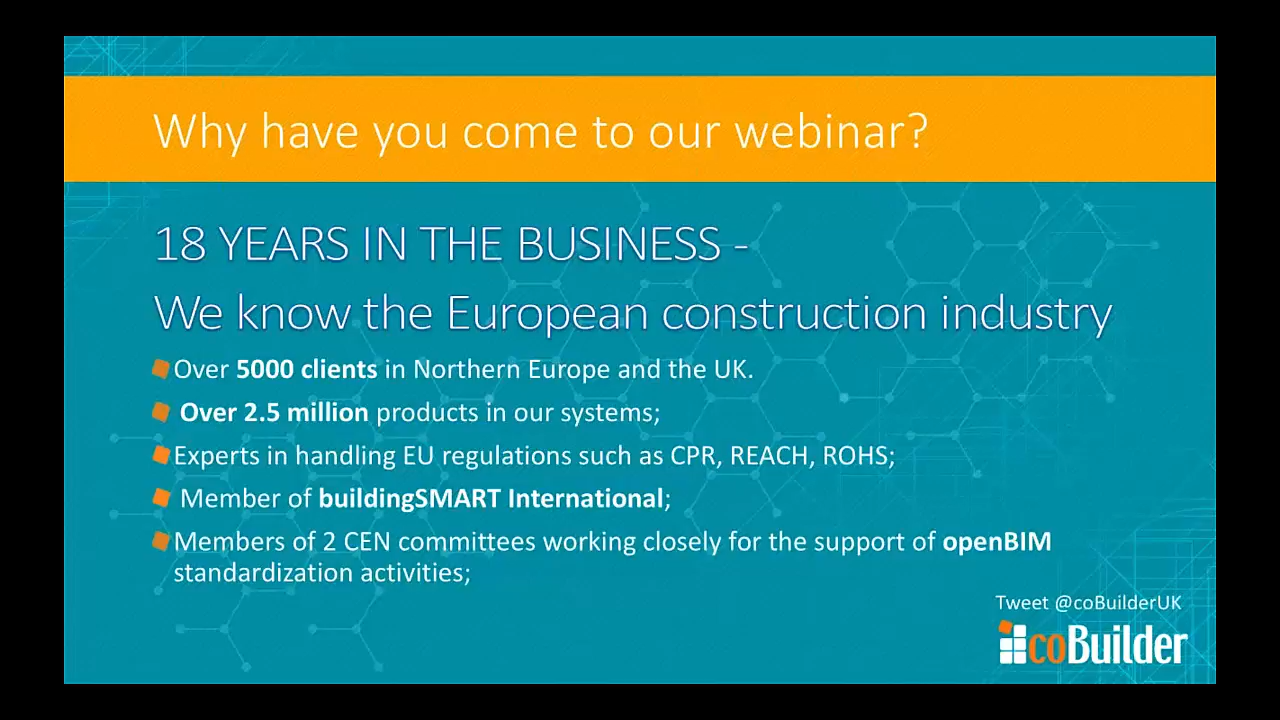 Why have you come to our webinar?
18 YEARS IN THE BUSINESS -
We know the European construction industry
Over 5000 clients in Northern Europe and the UK.
Over 2.5 million products in our systems;
Experts in handling EU regulations such as CPR, REACH, ROHS;
Member of buildingSMART International;
Members of 2 CEN committees working closely for the support of openBIM
standardization activities;
Tweet @coBuilderUK
coBuilder